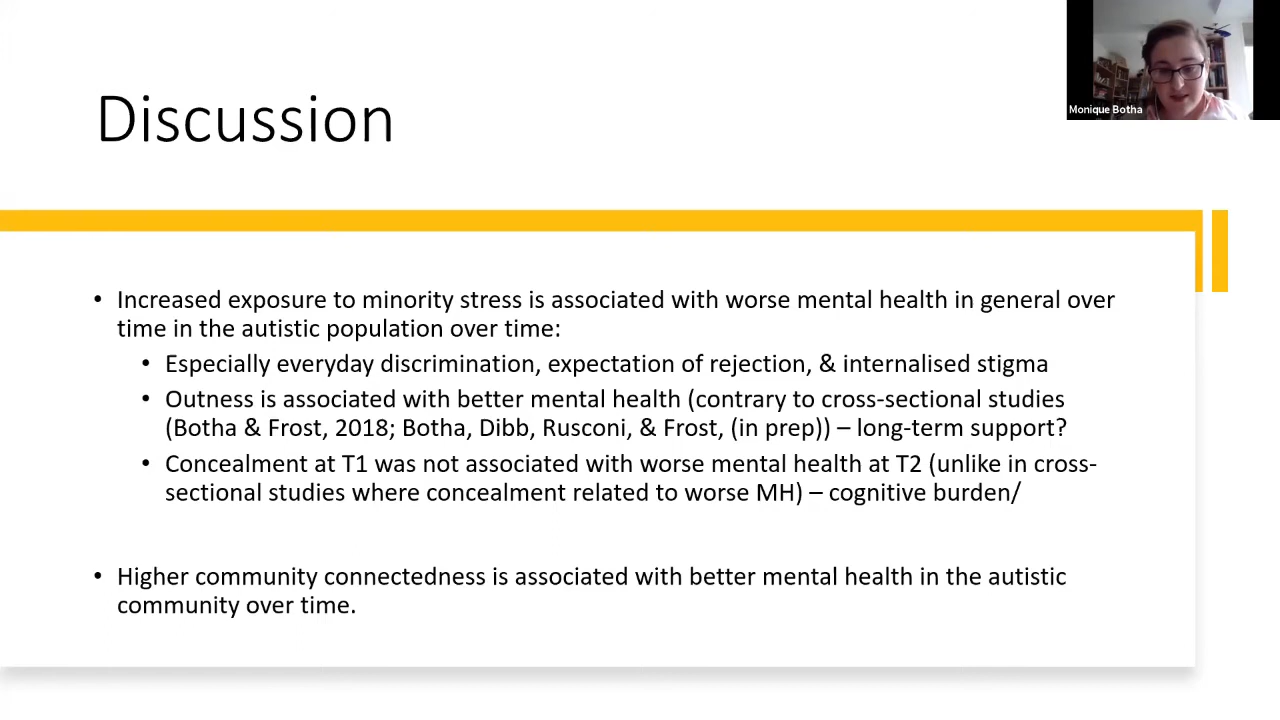 Discussion
Monique Botha
• Increased exposure to minority stress is associated with worse mental health in general over
time in the autistic population over time:
• Especially everyday discrimination, expectation of rejection, & internalised stigma
• Outness is associated with better mental health (contrary to cross-sectional studies
(Botha & Frost, 2018; Botha, Dibb, Rusconi, & Frost, (in prep)) – long-term support?
• Concealment at T1 was not associated with worse mental health at T2 (unlike in cross-
sectional studies where concealment related to worse MH) – cognitive burden/
• Higher community connectedness is associated with better mental health in the autistic
community over time.